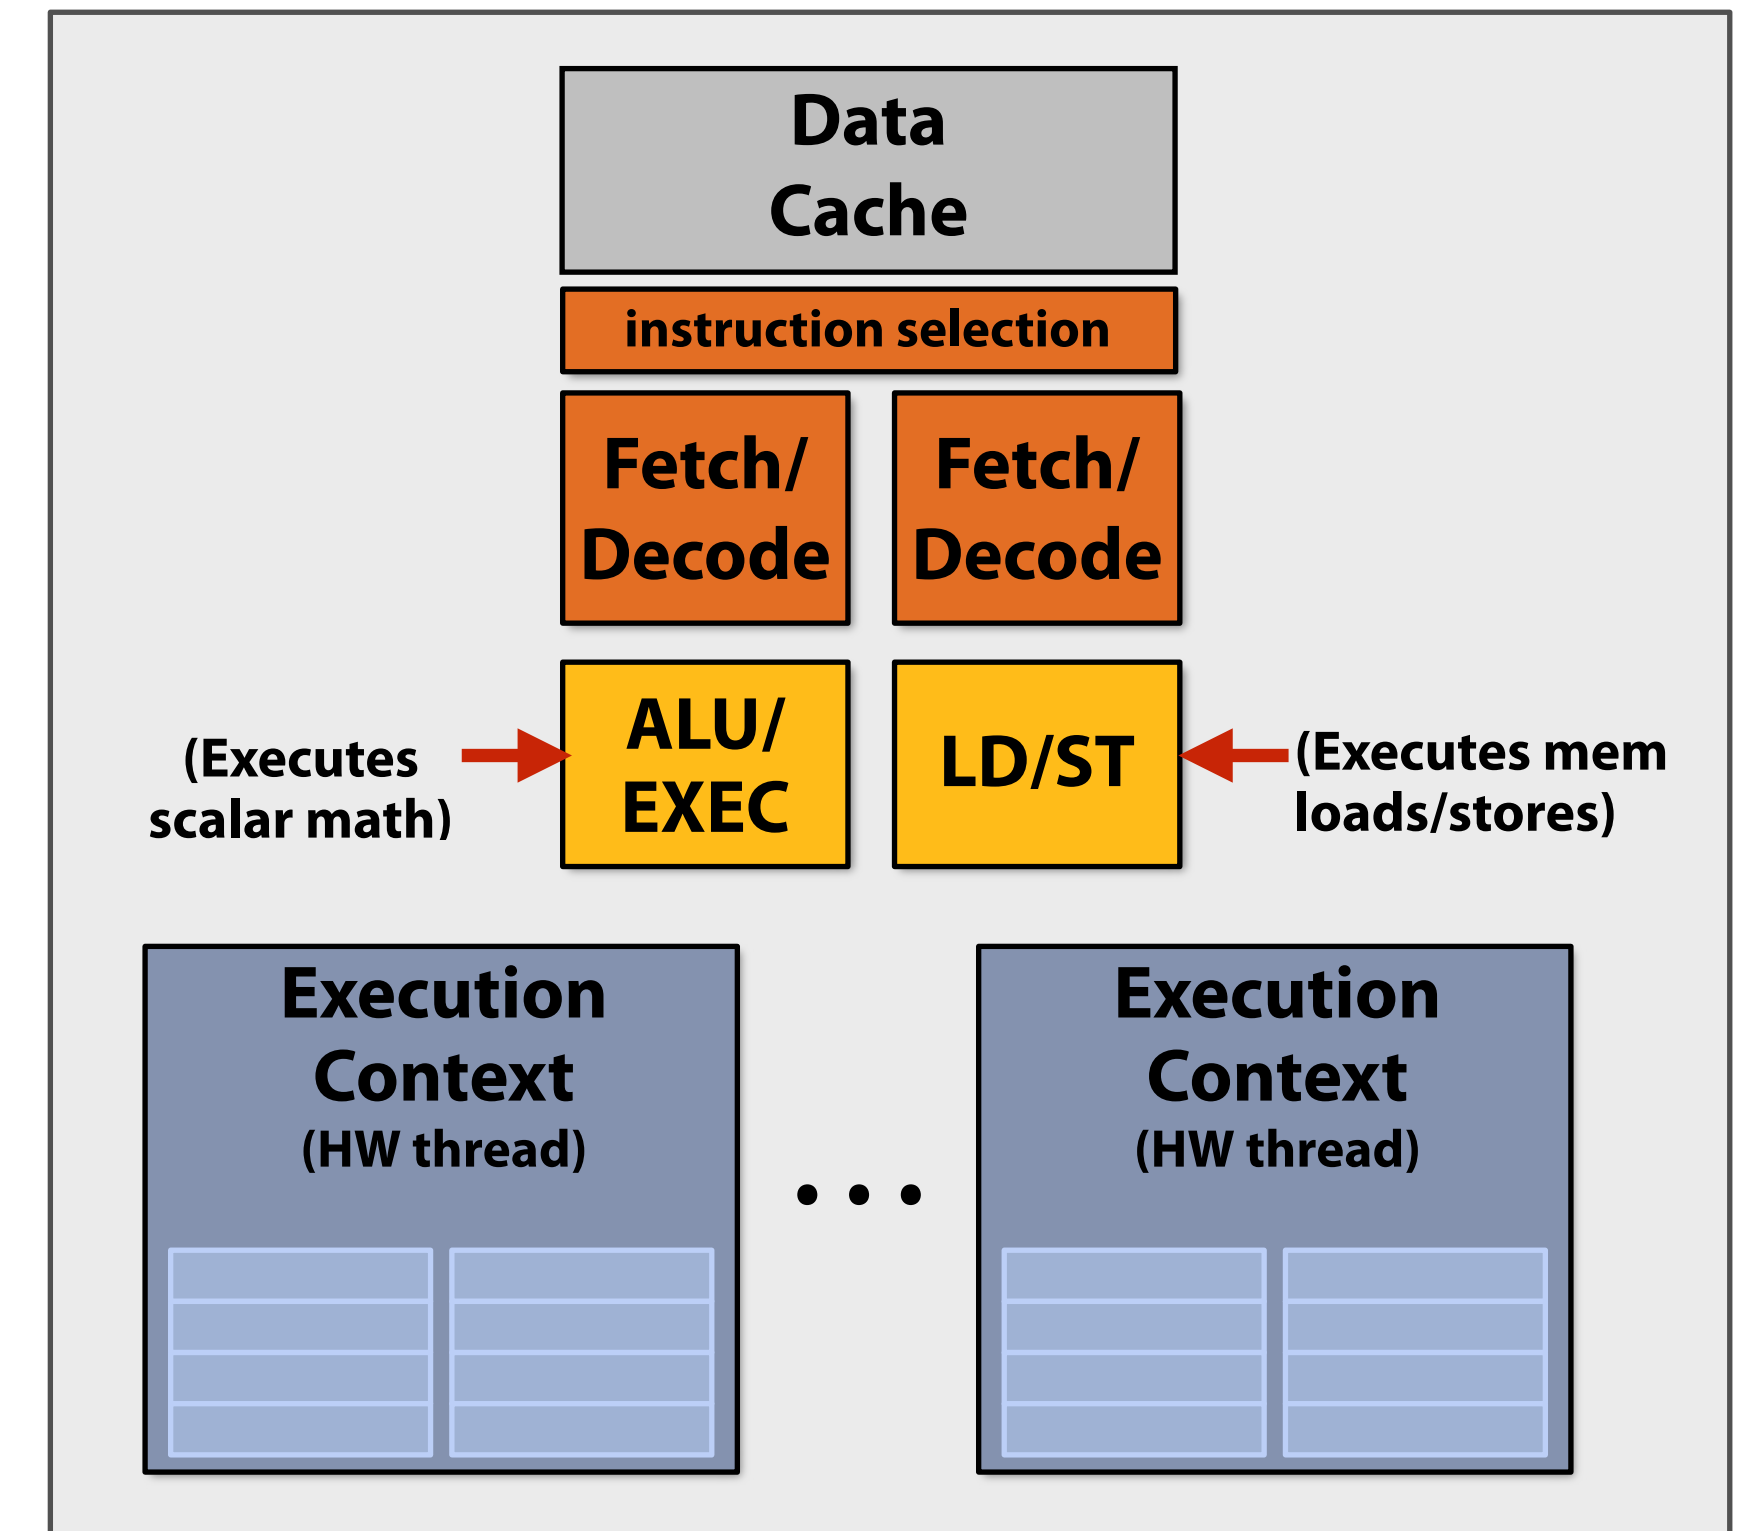 Data
Cache
instruction selection
Fetch/
Decode
Fetch/
Decode
ALU/
EXEC
LD/ST
(Executes
scalar math)
(Executes mem
loads/stores)
Execution
Context
(HW thread)
. . .
Execution
Context
(HW thread)